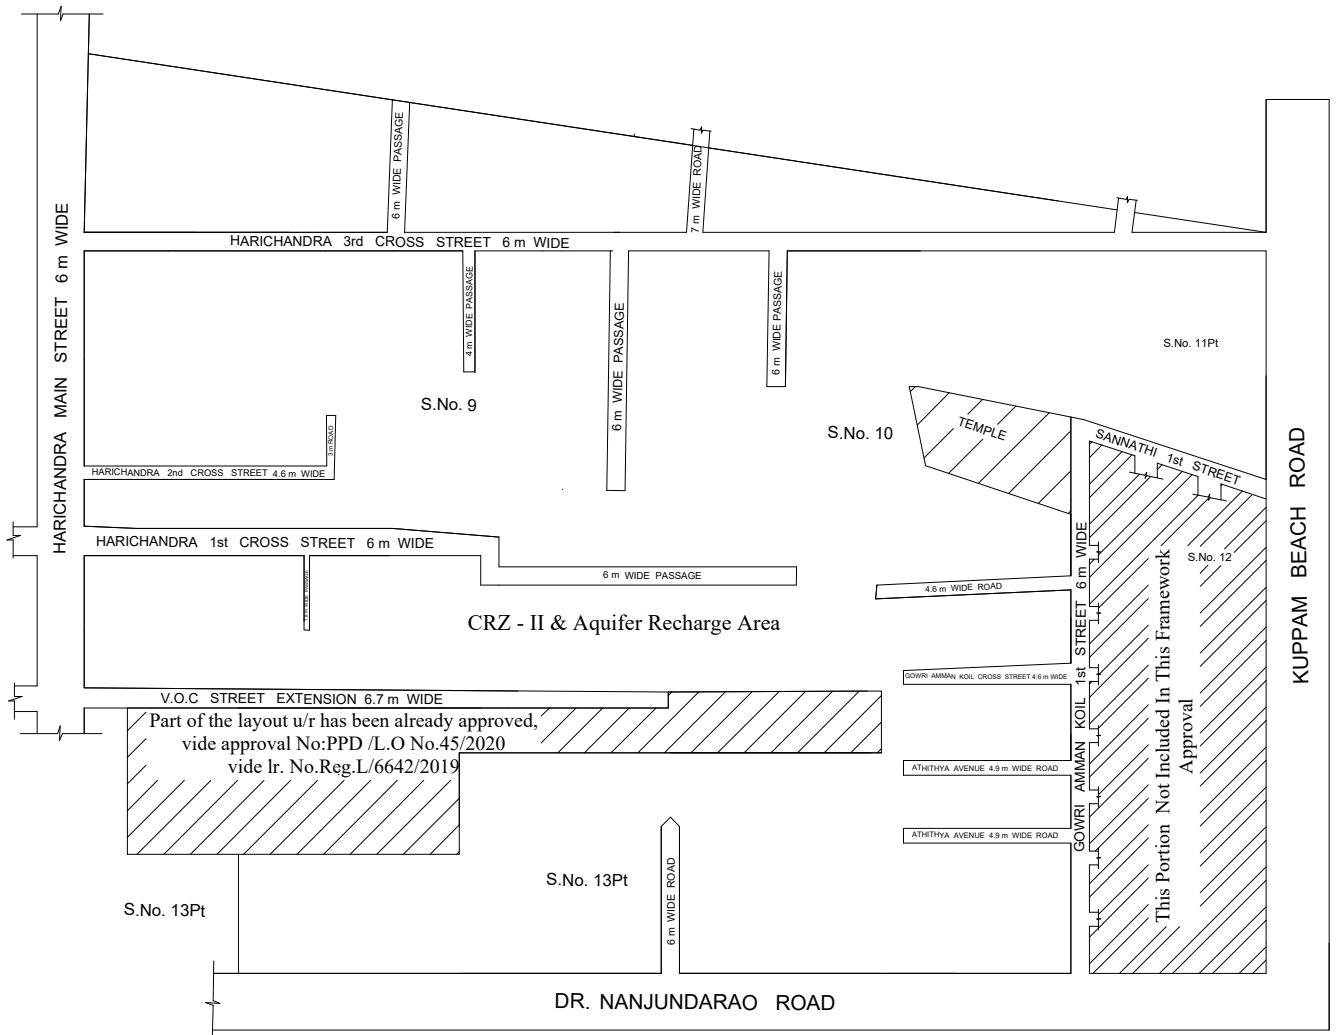 6 m WIDE PASSAGE
7 m WIDE ROAD
HARICHANDRA MAIN STREET 6 m WIDE
HARICHANDRA 3rd CROSS STREET 6 m WIDE
4 m WIDE PASSAGE
6 m WIDE PASSAGE
6 m WIDE PASSAGE
S.No. 11Pt
S.No. 9
S.No. 10
TEMPLE
SANNATHI 1st STREET
3 m ROAD
HARICHANDRA 2nd CROSS STREET 4.6 m WIDE
KUPPAM BEACH ROAD
HARICHANDRA 1st CROSS STREET 6 m WIDE
S.No. 12
6 m WIDE PASSAGE
4.6 m WIDE ROAD
WIDE PASSAGE
CRZ - II & Aquifer Recharge Area
GOWRI AMMAN KOIL 1st STREET 6 m WIDE
This Portion Not Included In This Framework
Approval
GOWRI AMMAN KOIL CROSS STREET 4.6 m WIDE
V.O.C STREET EXTENSION 6.7 m WIDE
Part of the layout u/r has been already approved,
vide approval No:PPD /L.O No.45/2020
vide lr. No.Reg.L/6642/2019
ATHITHYA AVENUE 4.9 m WIDE ROAD
ATHITHYA AVENUE 4.9 m WIDE ROAD
S.No. 13Pt
S.No. 13Pt
6 m WIDE ROAD
DR. NANJUNDARAO ROAD